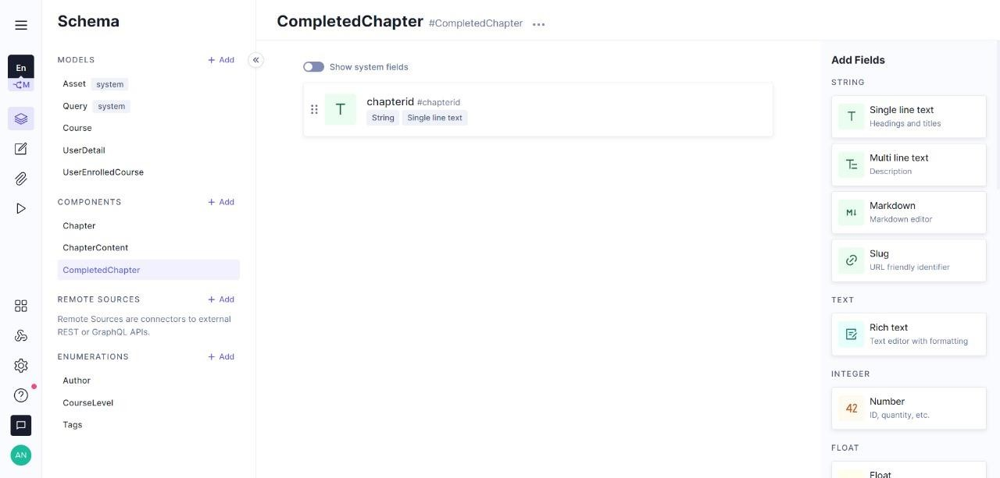 En
M
AN
Schema
MODELS
+ Add
Asset system
Query system
Course
UserDetail
UserEnrolledCourse
COMPONENTS
+ Add
Chapter
ChapterContent
CompletedChapter
REMOTE SOURCES
+ Add
Remote Sources are connectors to external
REST or GraphQL APIs.
ENUMERATIONS
+ Add
Author
CourseLevel
Tags
CompletedChapter #CompletedChapter
Show system fields
T
chapterid #chapterid
String Single line text
Add Fields
STRING
T
Single line text
Headings and titles
T
Multi line text
Description
M↓
Markdown
Markdown editor
Slug
URL friendly identifier
TEXT
Rich text
Text editor with formatting
INTEGER
42
Number
ID, quantity, etc.
FLOAT
Float